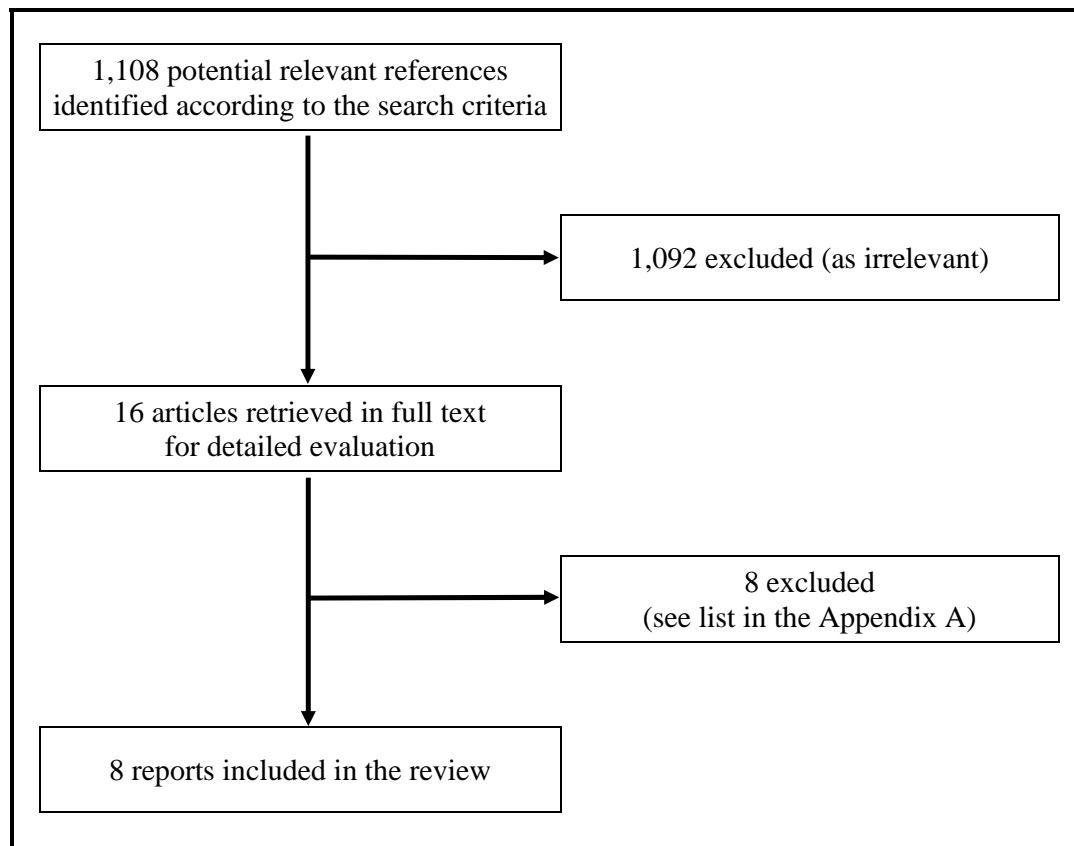 1,108 potential relevant references
identified according to the search criteria
1,092 excluded (as irrelevant)
16 articles retrieved in full text
for detailed evaluation
8 excluded
(see list in the Appendix A)
8 reports included in the review